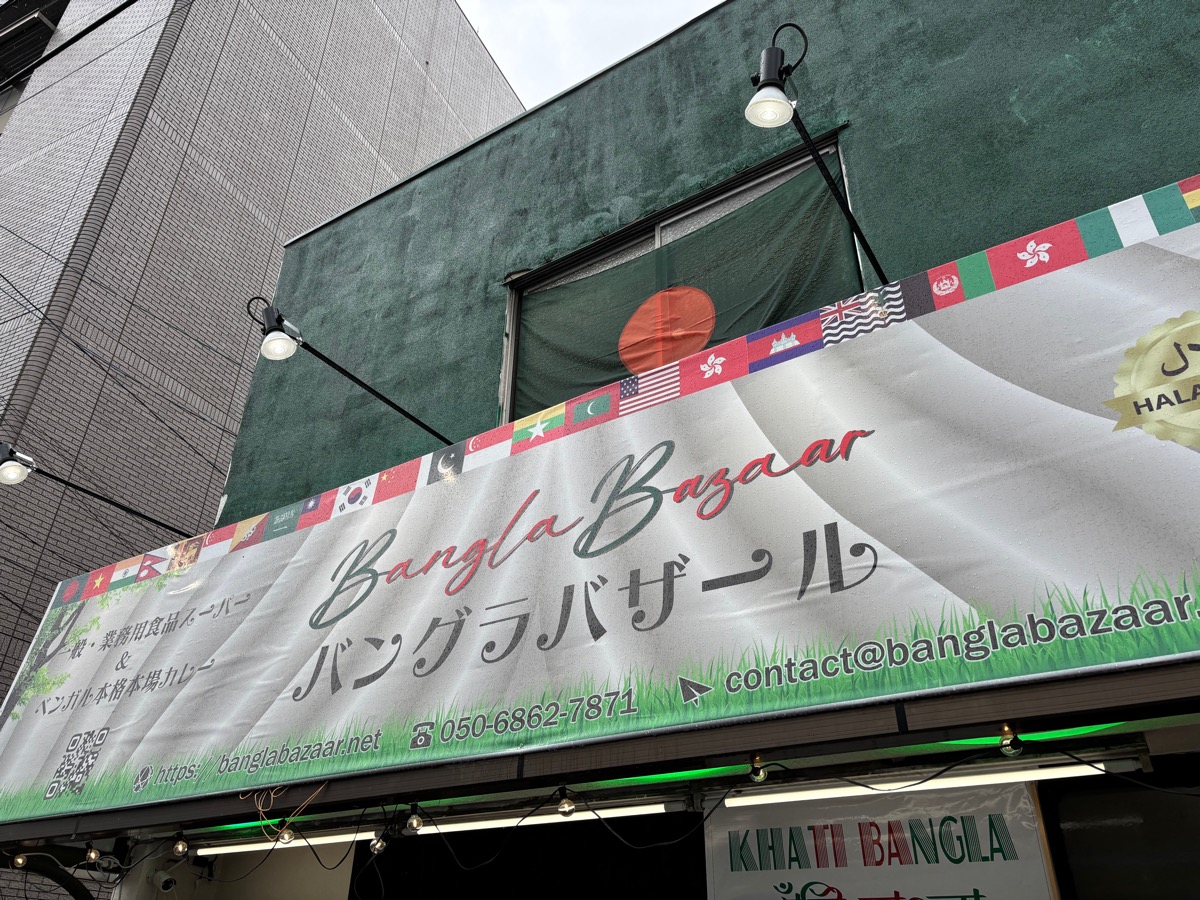 Bangla Bazaar
バングラバザール
一般・業務用食品スーパー
&
ベンガル本格本場カレー
https://banglabazaar.net
050-6862-7871
contact@banglabazaar.
HALA
KHATI BANGLA